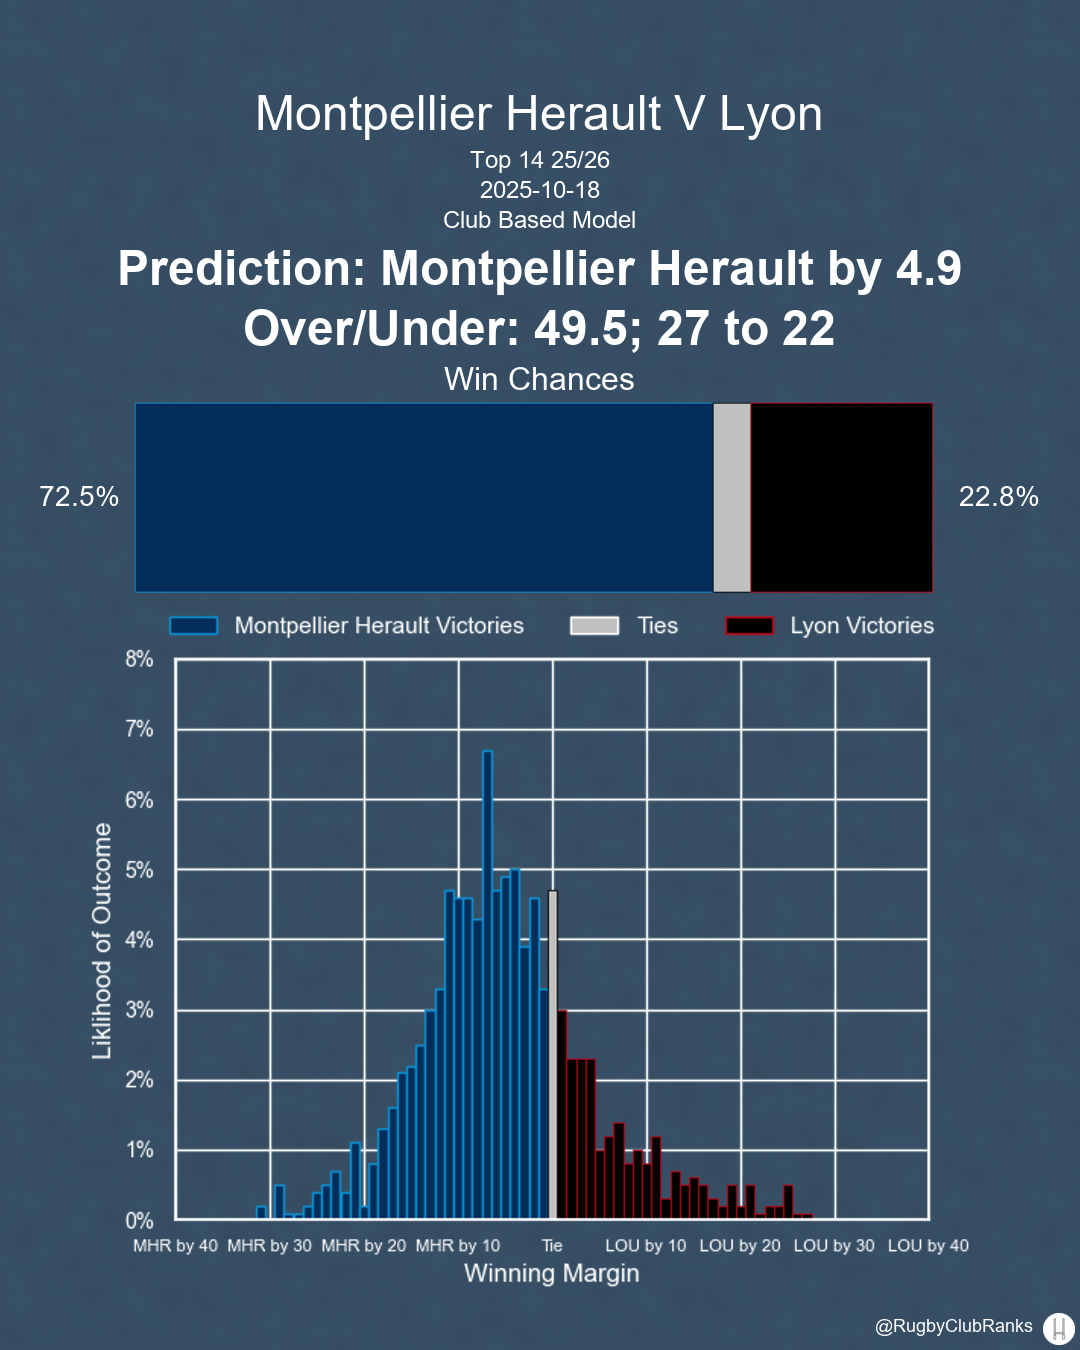 Montpellier Herault V Lyon
Top 14 25/26
2025-10-18
Club Based Model
Prediction: Montpellier Herault by 4.9
Over/Under: 49.5; 27 to 22
Win Chances
72.5%
22.8%
Montpellier Herault Victories
Ties
Lyon Victories
8%
7%
6%
5%
4%
3%
2%
1%
0%
Liklihood of Outcome
MHR by 40 MHR by 30 MHR by 20 MHR by 10 Tie LOU by 10 LOU by 20 LOU by 30 LOU by 40
Winning Margin
@RugbyClubRanks